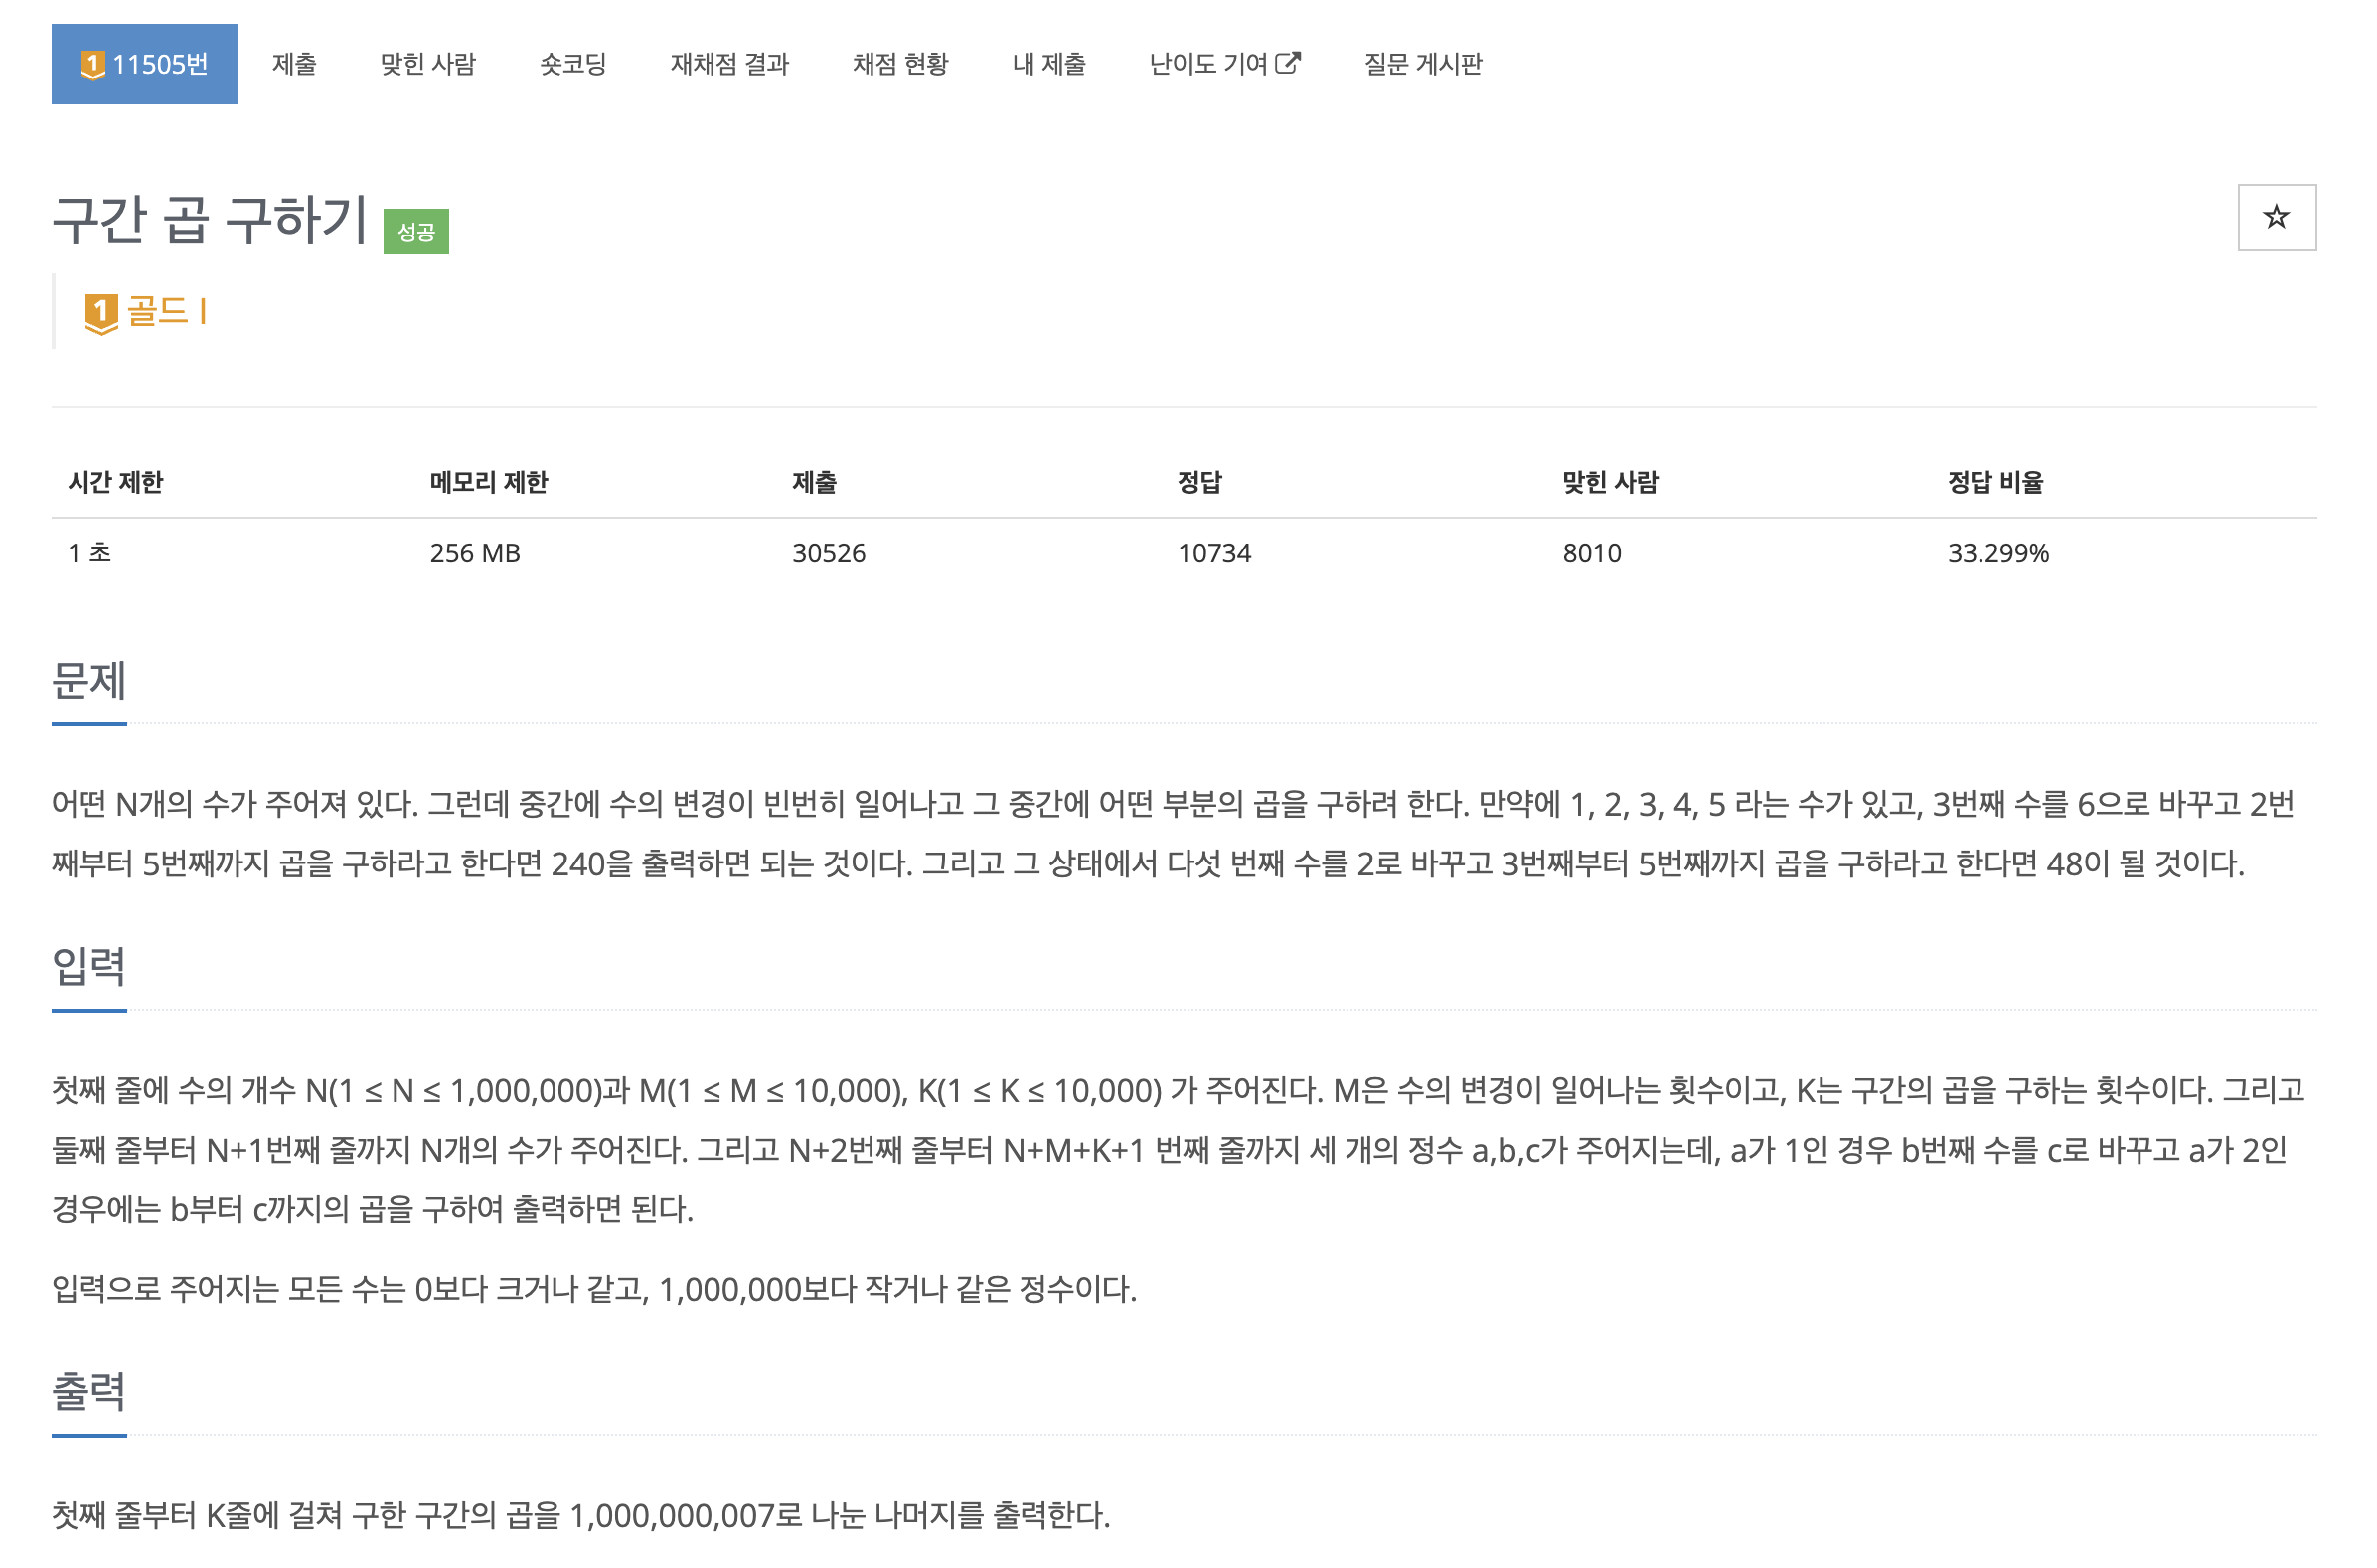 1 11505번 제출 맞힌 사람 숏코딩 재채점 결과 채점 현황 내 제출 난이도 기여 질문 게시판
구간 곱 구하기 성공
1 골드 I
시간 제한 메모리 제한 제출 정답 맞힌 사람 정답 비율
1 초 256 MB 30526 10734 8010 33.299%
문제
어떤 N개의 수가 주어져 있다. 그런데 중간에 수의 변경이 빈번히 일어나고 그 중간에 어떤 부분의 곱을 구하려 한다. 만약에 1, 2, 3, 4, 5 라는 수가 있고, 3번째 수를 6으로 바꾸고 2번
째부터 5번째까지 곱을 구하라고 한다면 240을 출력하면 되는 것이다. 그리고 그 상태에서 다섯 번째 수를 2로 바꾸고 3번째부터 5번째까지 곱을 구하라고 한다면 48이 될 것이다.
입력
첫째 줄에 수의 개수 N(1 ≤ N ≤ 1,000,000)과 M(1 ≤ M ≤ 10,000), K(1 ≤ K ≤ 10,000) 가 주어진다. M은 수의 변경이 일어나는 횟수이고, K는 구간의 곱을 구하는 횟수이다. 그리고
둘째 줄부터 N+1번째 줄까지 N개의 수가 주어진다. 그리고 N+2번째 줄부터 N+M+K+1 번째 줄까지 세 개의 정수 a,b,c가 주어지는데, a가 1인 경우 b번째 수를 c로 바꾸고 a가 2인
경우에는 b부터 c까지의 곱을 구하여 출력하면 된다.
입력으로 주어지는 모든 수는 0보다 크거나 같고, 1,000,000보다 작거나 같은 정수이다.
출력
첫째 줄부터 K줄에 걸쳐 구한 구간의 곱을 1,000,000,007로 나눈 나머지를 출력한다.